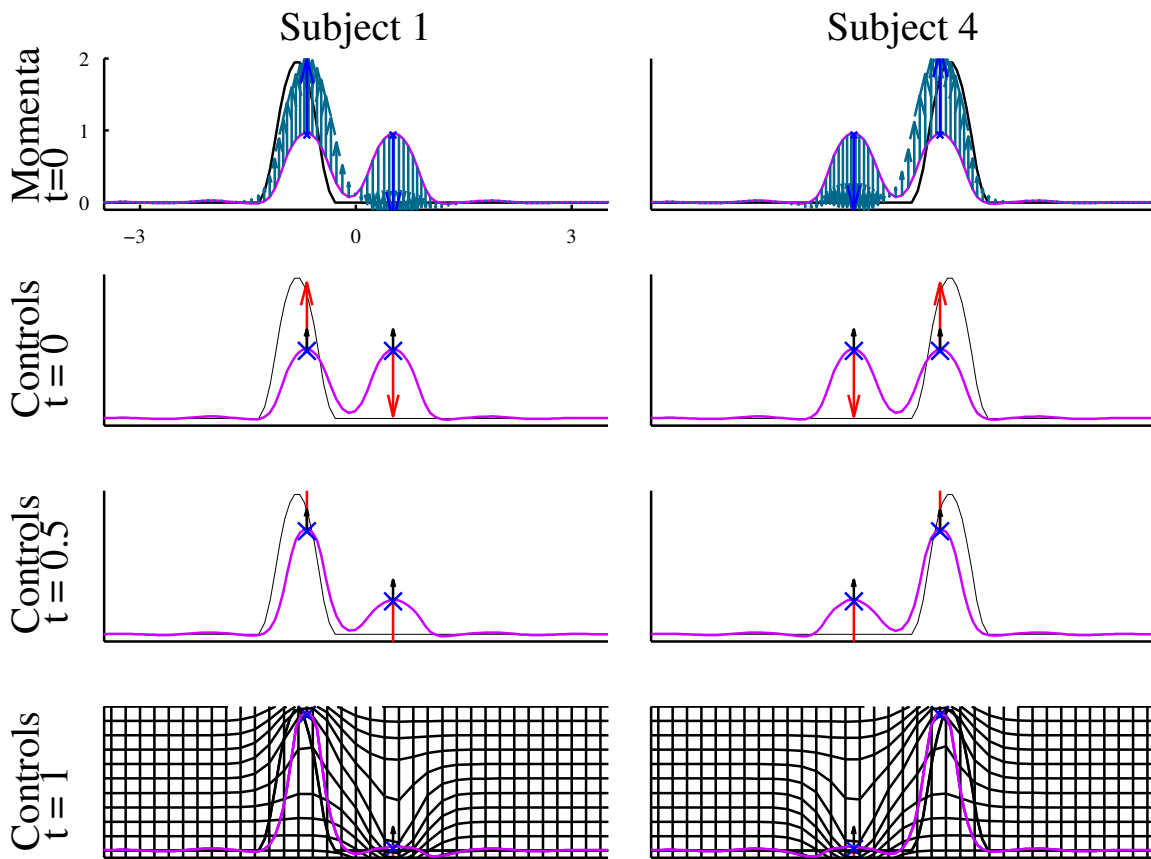 Subject 1
Subject 4
Momenta
t=0
2
1
0
−3
0
3
Controls
t = 0
Controls
t = 0.5
Controls
t = 1